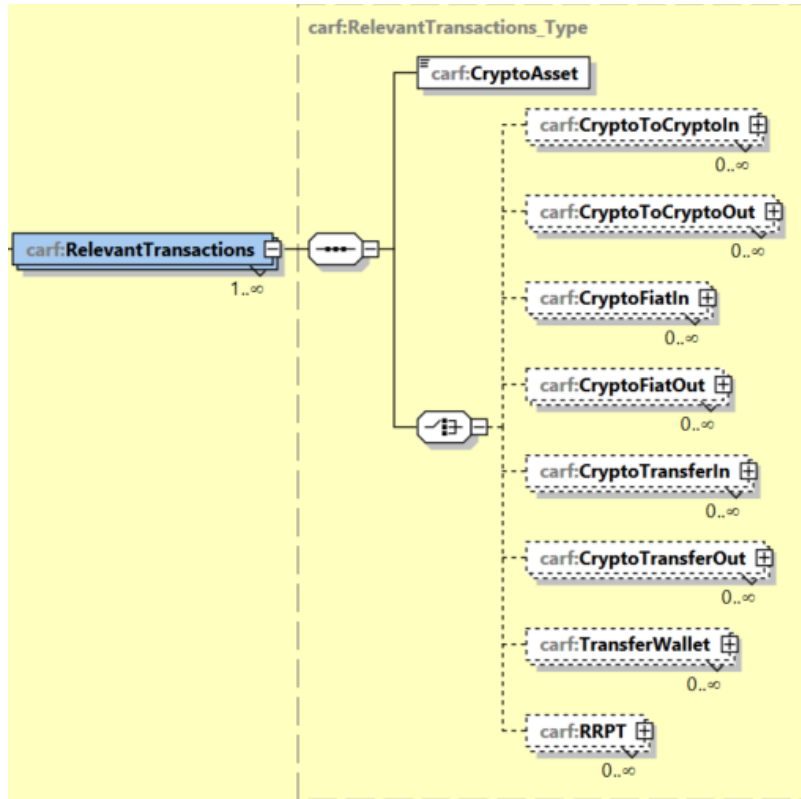 carf:RelevantTransactions_Type
carf:CryptoAsset
carf:CryptoToCryptoIn
0..∞
carf:CryptoToCryptoOut
0..∞
carf:RelevantTransactions
1..∞
carf:CryptoFiatIn
0..∞
carf:CryptoFiatOut
0..∞
carf:CryptoTransferIn
0..∞
carf:CryptoTransferOut
0..∞
carf:TransferWallet
0..∞
carf:RRPT
0..∞